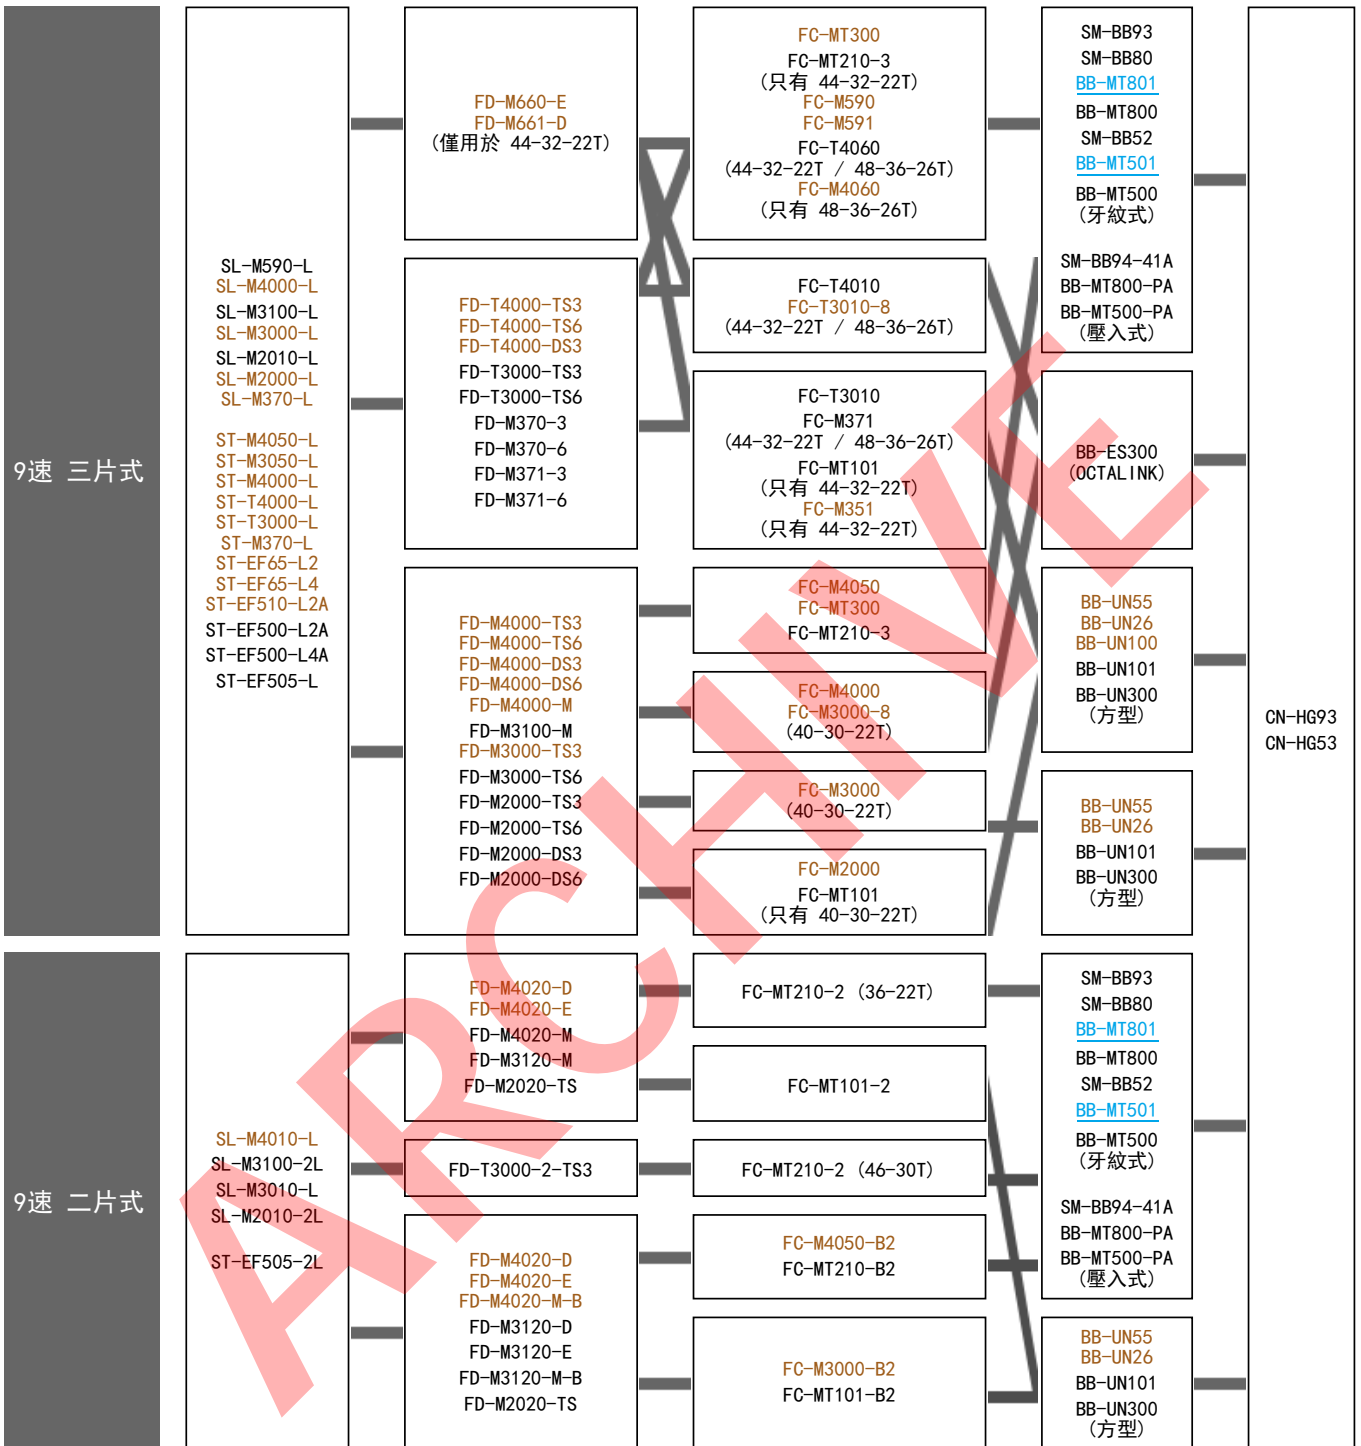 9速 三片式
SL-M590-L
SL-M4000-L
SL-M3100-L
SL-M3000-L
SL-M2010-L
SL-M2000-L
SL-M370-L
ST-M4050-L
ST-M3050-L
ST-M4000-L
ST-T4000-L
ST-T3000-L
ST-M370-L
ST-EF65-L2
ST-EF65-L4
ST-EF510-L2A
ST-EF500-L2A
ST-EF500-L4A
ST-EF505-L
FD-M660-E
FD-M661-D
(僅用於 44-32-22T)
FD-T4000-TS3
FD-T4000-TS6
FD-T4000-DS3
FD-T3000-TS3
FD-T3000-TS6
FD-M370-3
FD-M370-6
FD-M371-3
FD-M371-6
FD-M4000-TS3
FD-M4000-TS6
FD-M4000-DS3
FD-M4000-DS6
FD-M4000-M
FD-M3100-M
FD-M3000-TS3
FD-M3000-TS6
FD-M2000-TS3
FD-M2000-TS6
FD-M2000-DS3
FD-M2000-DS6
FC-MT300
FC-MT210-3
(只有 44-32-22T)
FC-M590
FC-M591
FC-T4060
(44-32-22T / 48-36-26T)
FC-M4060
(只有 48-36-26T)
FC-T4010
FC-T3010-8
(44-32-22T / 48-36-26T)
FC-T3010
FC-M371
(44-32-22T / 48-36-26T)
FC-MT101
(只有 44-32-22T)
FC-M351
(只有 44-32-22T)
FC-M4050
FC-MT300
FC-MT210-3
FC-M4000
FC-M3000-8
(40-30-22T)
FC-M3000
(40-30-22T)
FC-M2000
FC-MT101
(只有 40-30-22T)
SM-BB93
SM-BB80
BB-MT801
BB-MT800
SM-BB52
BB-MT501
BB-MT500
(牙紋式)
SM-BB94-41A
BB-MT800-PA
BB-MT500-PA
(壓入式)
BB-ES300
(OCTALINK)
BB-UN55
BB-UN26
BB-UN100
BB-UN101
BB-UN300
(方型)
BB-UN55
BB-UN26
BB-UN101
BB-UN300
(方型)
CN-HG93
CN-HG53
9速 二片式
SL-M4010-L
SL-M3100-2L
SL-M3010-L
SL-M2010-2L
ST-EF505-2L
FD-M4020-D
FD-M4020-E
FD-M4020-M
FD-M3120-M
FD-M2020-TS
FD-T3000-2-TS3
FD-M4020-D
FD-M4020-E
FD-M4020-M-B
FD-M3120-D
FD-M3120-E
FD-M3120-M-B
FD-M2020-TS
FC-MT210-2 (36-22T)
FC-MT101-2
FC-MT210-2 (46-30T)
FC-M4050-B2
FC-MT210-B2
FC-M3000-B2
FC-MT101-B2
SM-BB93
SM-BB80
BB-MT801
BB-MT800
SM-BB52
BB-MT501
BB-MT500
(牙紋式)
SM-BB94-41A
BB-MT800-PA
BB-MT500-PA
(壓入式)
BB-UN55
BB-UN26
BB-UN101
BB-UN300
(方型)
ARCHIVE